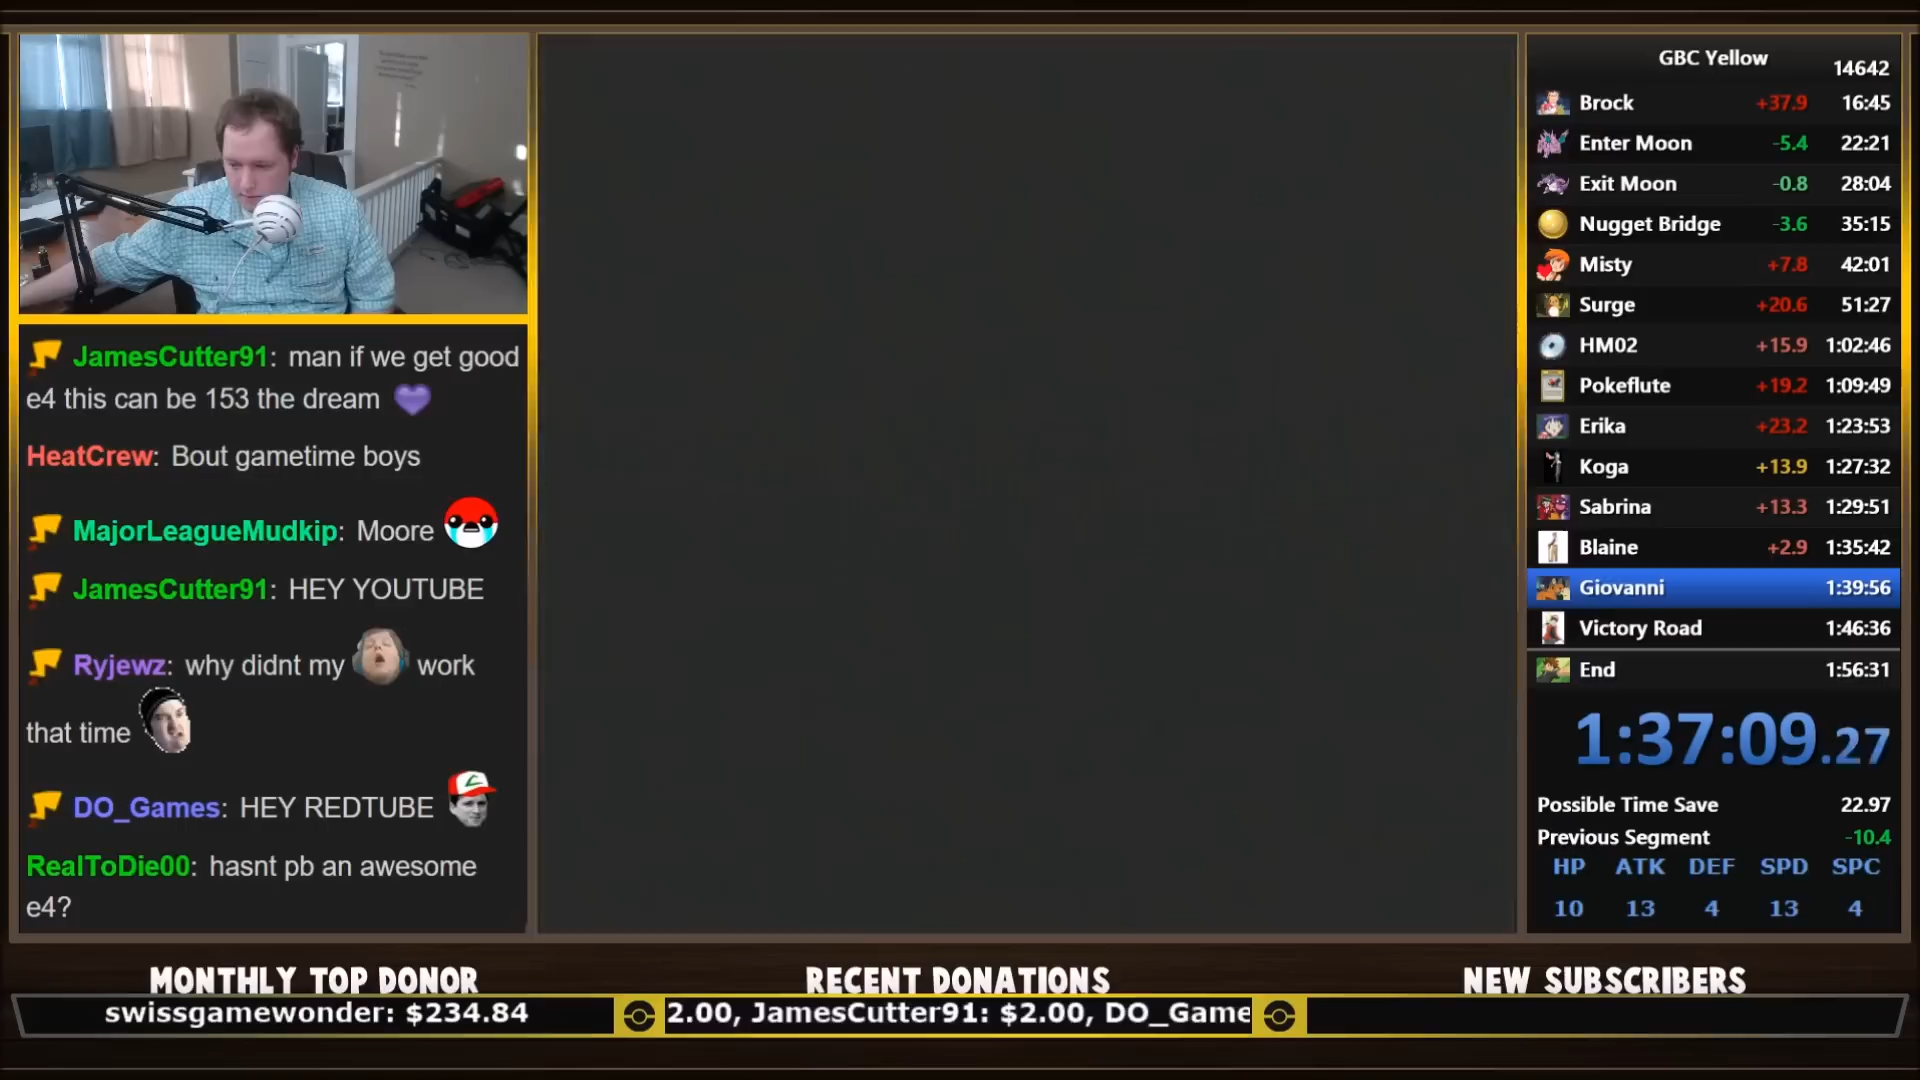 JamesCutter91: man if we get good
e4 this can be 153 the dream
HeatCrew: Bout gametime boys
MajorLeagueMudkip: Moore
JamesCutter91: HEY YOUTUBE
Ryjewz: why didnt my work
that time
DO_Games: HEY REDTUBE
RealToDie00: hasnt pb an awesome
e4?
GBC Yellow
14642
Brock +37.9 16:45
Enter Moon -5.4 22:21
Exit Moon -0.8 28:04
Nugget Bridge -3.6 35:15
Misty +7.8 42:01
Surge +20.6 51:27
HM02 +15.9 1:02:46
Pokeflute +19.2 1:09:49
Erika +23.2 1:23:53
Koga +13.9 1:27:32
Sabrina +13.3 1:29:51
Blaine +2.9 1:35:42
Giovanni 1:39:56
Victory Road 1:46:36
End 1:56:31
1:37:09.27
Possible Time Save 22.97
Previous Segment -10.4
HP ATK DEF SPD SPC
10 13 4 13 4
MONTHLY TOP DONOR
swissgamewonder: $234.84
RECENT DONATIONS
2.00, JamesCutter91: $2.00, DO_Game
NEW SUBSCRIBERS